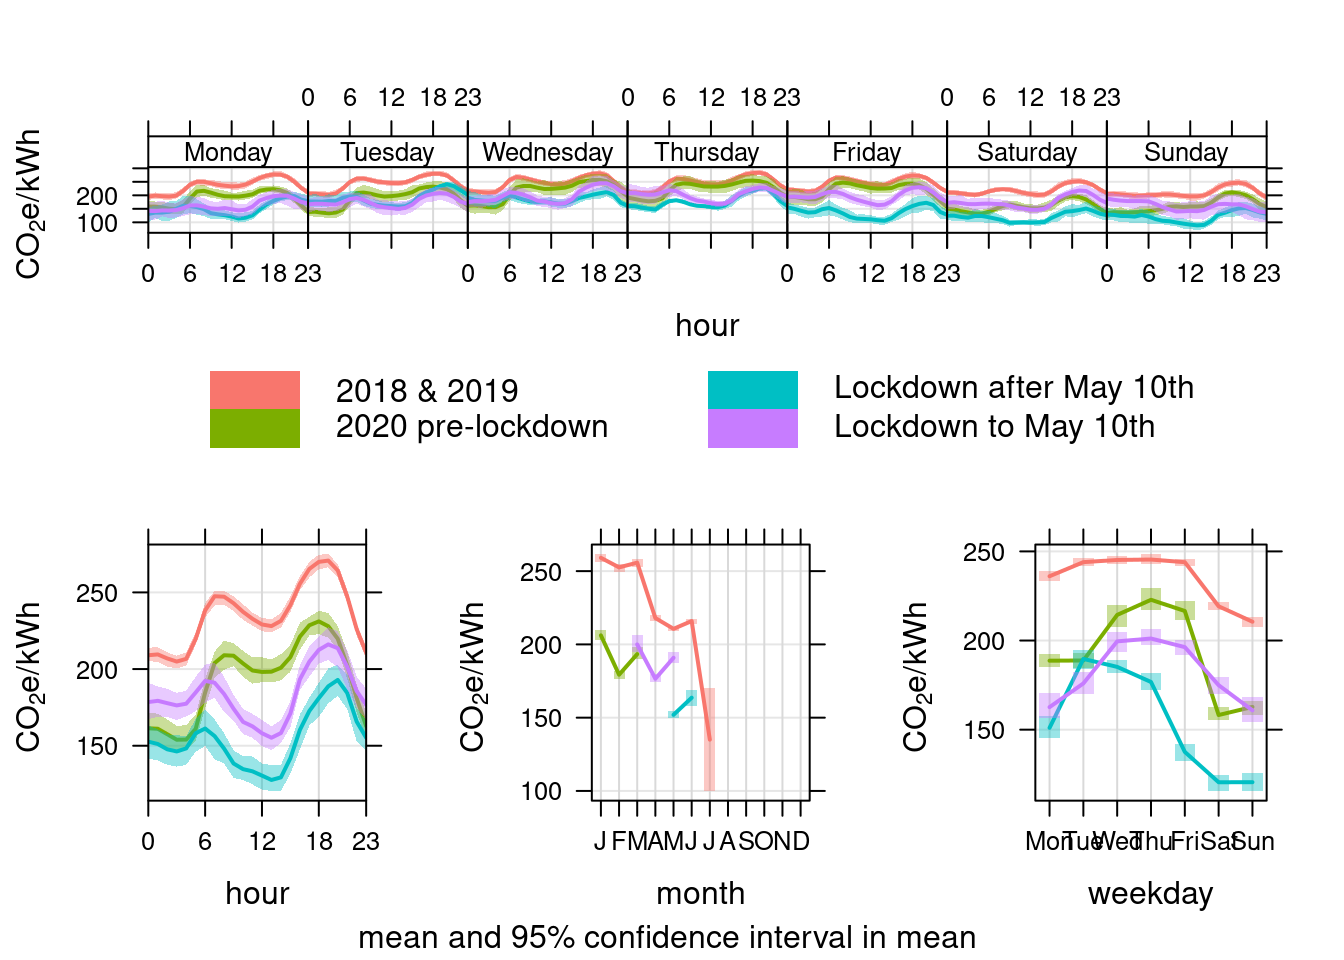 0 6 12 18 23 0 6 12 18 23 0 6 12 18 23
CO2e/kWh
Monday Tuesday Wednesday Thursday Friday Saturday Sunday
200
100
0 6 12 18 23 0 6 12 18 23 0 6 12 18 23 0 6 12 18 23
hour
2018 & 2019
2020 pre-lockdown
Lockdown after May 10th
Lockdown to May 10th
CO2e/kWh
250
200
150
0 6 12 18 23
hour
CO2e/kWh
250
200
150
100
J F M A M J J A S O N D
month
CO2e/kWh
250
200
150
Mon Tue Wed Thu Fri Sat Sun
weekday
mean and 95% confidence interval in mean